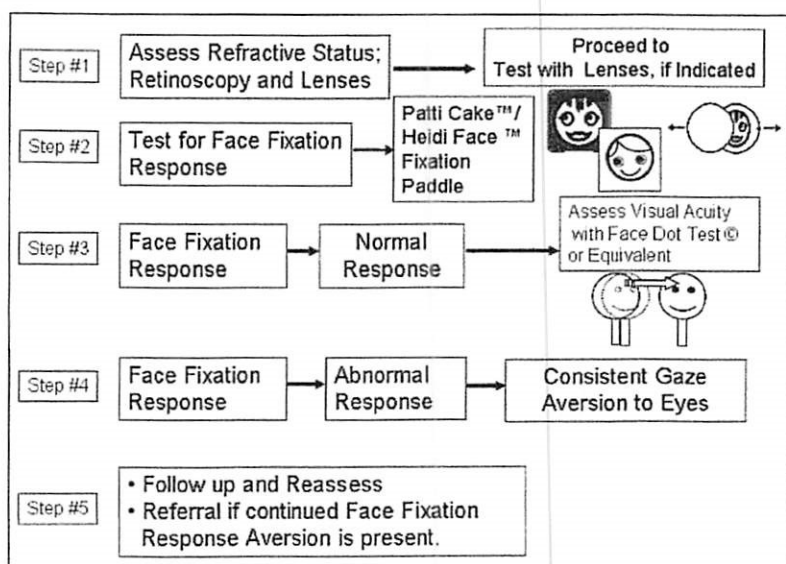 Step #1
Assess Refractive Status;
Retinoscopy and Lenses
Proceed to
Test with Lenses, if Indicated
Step #2
Test for Face Fixation
Response
Patti Cake™/
Heidi Face ™
Fixation
Paddle
Step #3
Face Fixation
Response
Normal
Response
Assess Visual Acuity
with Face Dot Test ©
or Equivalent
Step #4
Face Fixation
Response
Abnormal
Response
Consistent Gaze
Aversion to Eyes
Step #5
• Follow up and Reassess
• Referral if continued Face Fixation
Response Aversion is present.